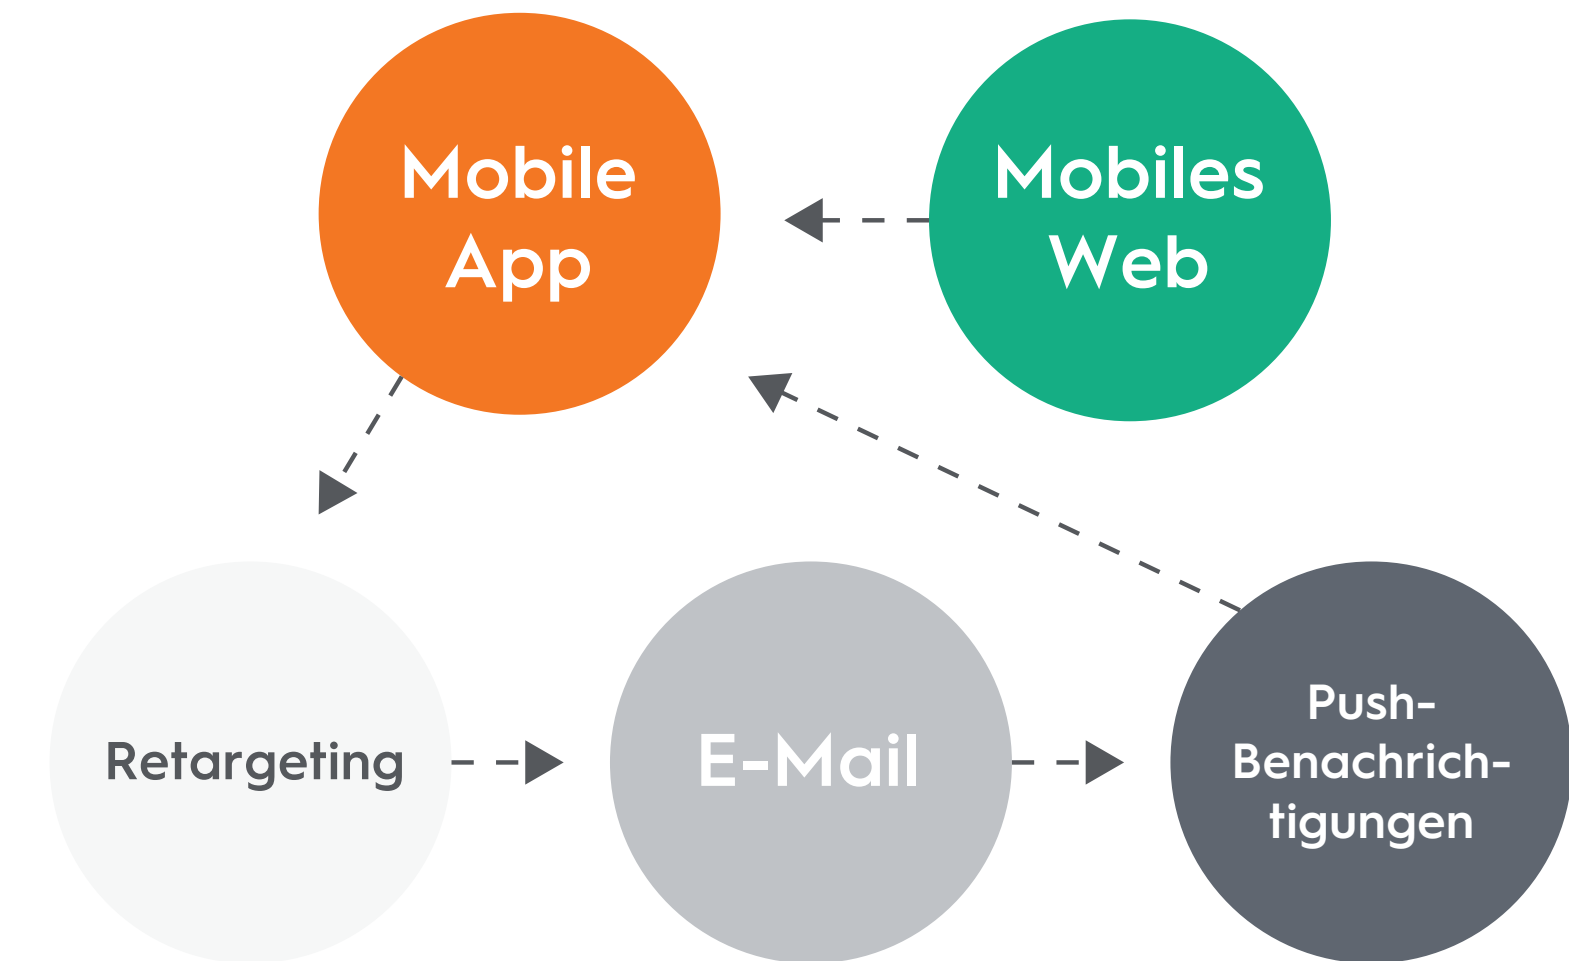 Mobile
App
Mobiles
Web
Retargeting
E-Mail
Push-
Benachrich-
tigungen